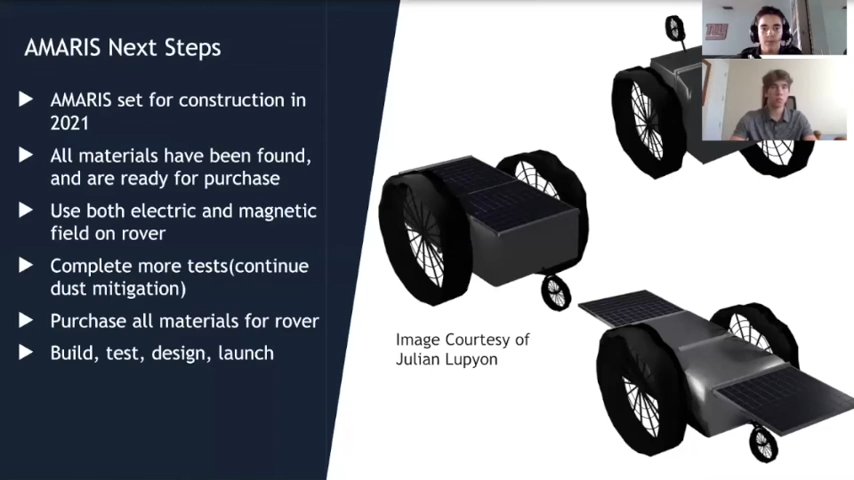 AMARIS Next Steps
AMARIS set for construction in
2021
All materials have been found,
and are ready for purchase
Use both electric and magnetic
field on rover
Complete more tests(continue
dust mitigation)
Purchase all materials for rover
Build, test, design, launch
Image Courtesy of
Julian Lupyon